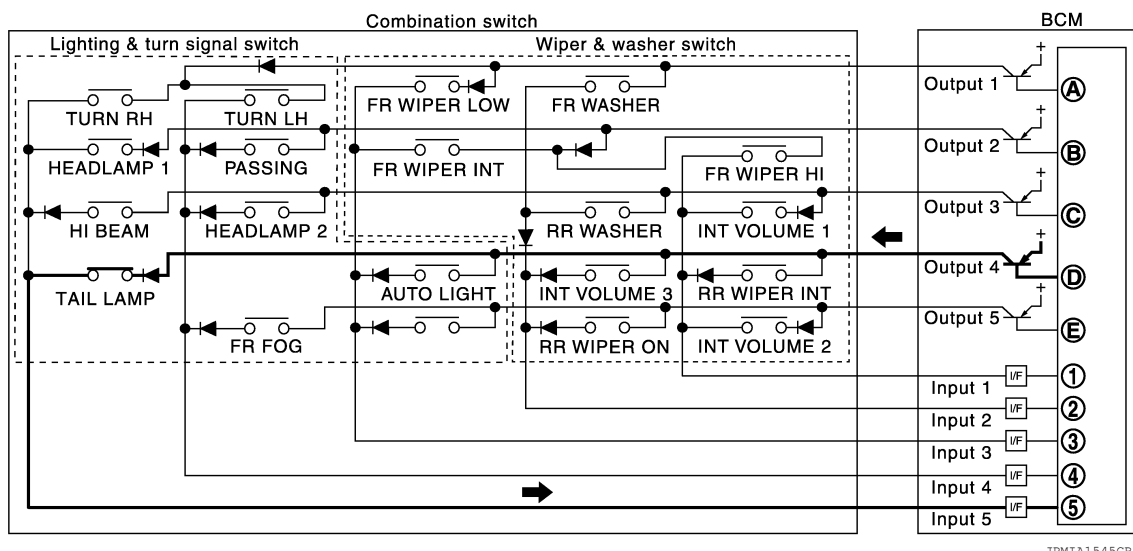 Combination switch
BCM
Lighting & turn signal switch
Wiper & washer switch
+
Output 1
A
TURN RH
TURN LH
FR WIPER LOW
FR WASHER
+
Output 2
B
HEADLAMP 1
PASSING
FR WIPER INT
FR WIPER HI
+
Output 3
C
HI BEAM
HEADLAMP 2
RR WASHER
INT VOLUME 1
+
Output 4
D
TAIL LAMP
AUTO LIGHT
INT VOLUME 3
RR WIPER INT
+
Output 5
E
FR FOG
RR WIPER ON
INT VOLUME 2
Input 1
I/F
1
Input 2
I/F
2
Input 3
I/F
3
Input 4
I/F
4
Input 5
I/F
5